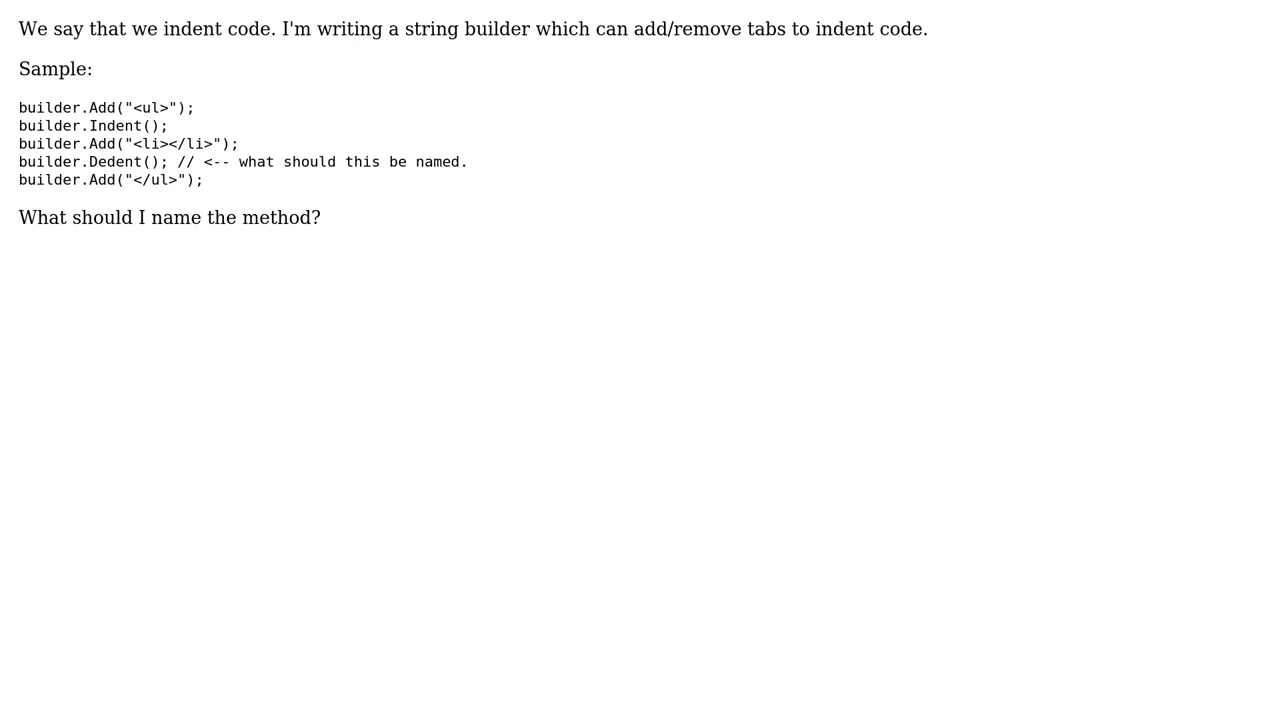 We say that we indent code. I'm writing a string builder which can add/remove tabs to indent code.
Sample:
builder.Add("<ul>");
builder.Indent();
builder.Add("<li></li>");
builder.Dedent(); // <-- what should this be named.
builder.Add("</ul>");
What should I name the method?